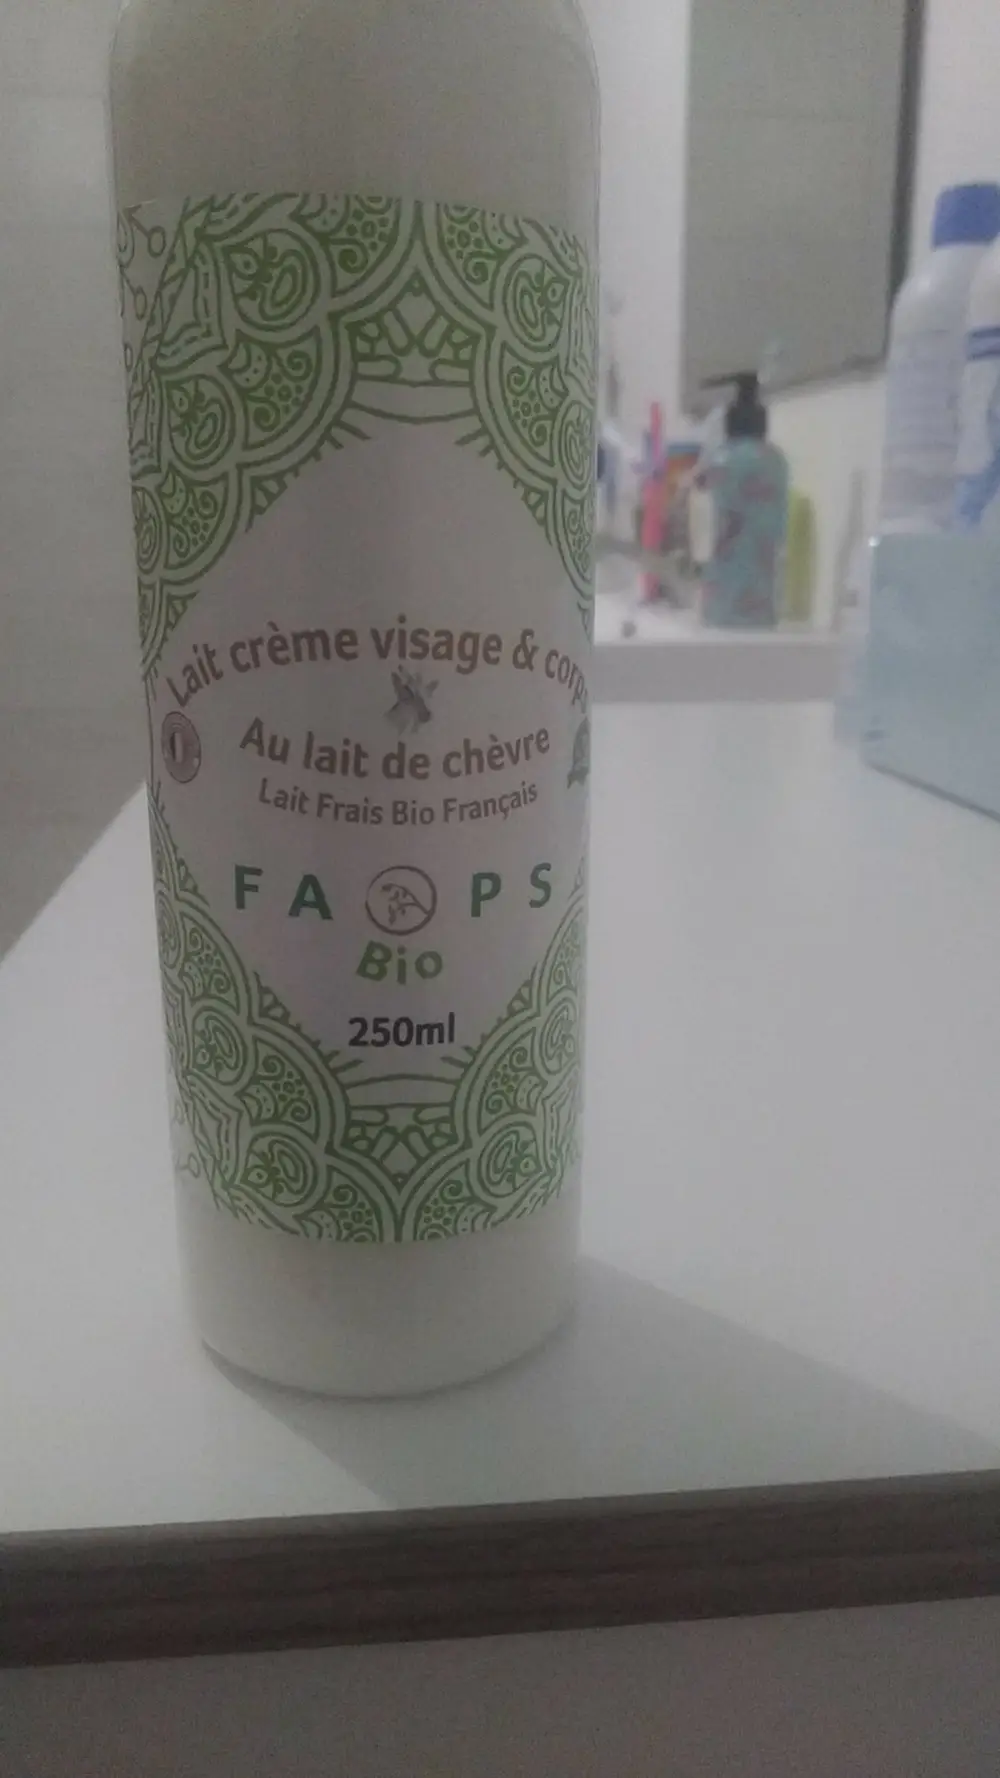 Lait crème visage & corps
Au lait de chèvre
Lait Frais Bio Français
FA PS
Bio
250ml